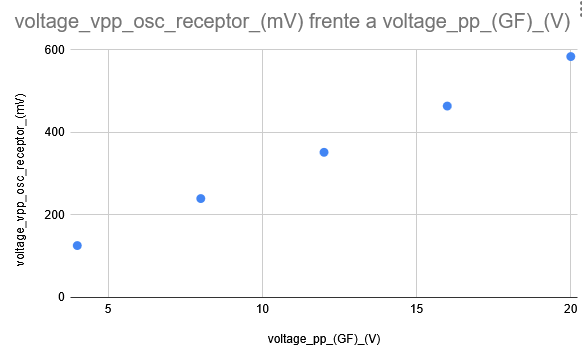 voltage_vpp_osc_receptor_(mV) frente a voltage_pp_(GF)_(V)
voltage_vpp_osc_receptor_(mV)
600
400
200
0
5
10
15
20
voltage_pp_(GF)_(V)